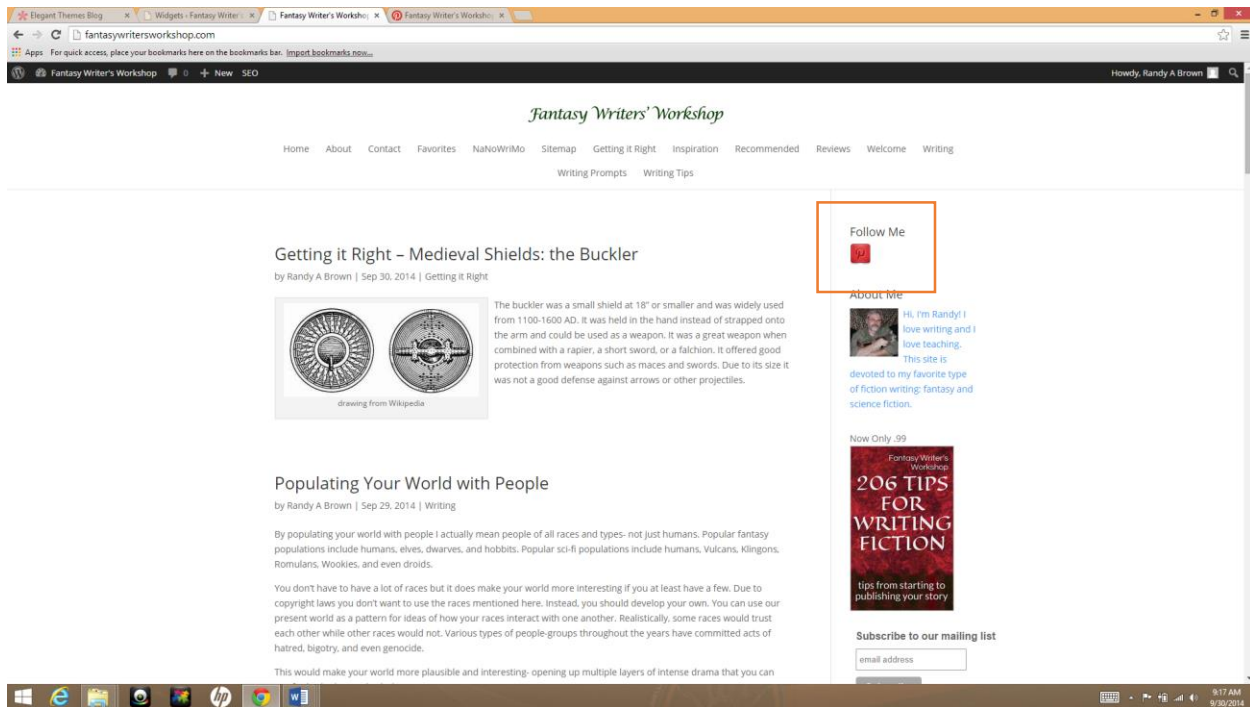 Elegant Themes Blog
Widgets ‹ Fantasy Writer's
Fantasy Writer's Workshop
Fantasy Writer's Workshop
fantasywritersworkshop.com
Apps For quick access, place your bookmarks here on the bookmarks bar. Import bookmarks now...
Fantasy Writer's Workshop 0 + New SEO Howdy, Randy A Brown
Fantasy Writers' Workshop
Home About Contact Favorites NaNoWriMo Sitemap Getting it Right Inspiration Recommended Reviews Welcome Writing
Writing Prompts Writing Tips
Getting it Right – Medieval Shields: the Buckler
by Randy A Brown | Sep 30, 2014 | Getting it Right
The buckler was a small shield at 18" or smaller and was widely used
from 1100-1600 AD. It was held in the hand instead of strapped onto
the arm and could be used as a weapon. It was a great weapon when
combined with a rapier, a short sword, or a falchion. It offered good
protection from weapons such as maces and swords. Due to its size it
was not a good defense against arrows or other projectiles.
drawing from Wikipedia
Populating Your World with People
by Randy A Brown | Sep 29, 2014 | Writing
By populating your world with people I actually mean people of all races and types- not just humans. Popular fantasy
populations include humans, elves, dwarves, and hobbits. Popular sci-fi populations include humans, Vulcans, Klingons,
Romulans, Wookies, and even droids.
You don't have to have a lot of races but it does make your world more interesting if you at least have a few. Due to
copyright laws you don't want to use the races mentioned here. Instead, you should develop your own. You can use our
present world as a pattern for ideas of how your races interact with one another. Realistically, some races would trust
each other while other races would not. Various types of people-groups throughout the years have committed acts of
hatred, bigotry, and even genocide.
This would make your world more plausible and interesting- opening up multiple layers of intense drama that you can
Follow Me
About Me
Hi, I'm Randy! I
love writing and I
love teaching.
This site is
devoted to my favorite type
of fiction writing: fantasy and
science fiction.
Now Only .99
Fantasy Writer's
Workshop
206 TIPS
FOR
WRITING
FICTION
tips from starting to
publishing your story
Subscribe to our mailing list
email address
9:17 AM
9/30/2014